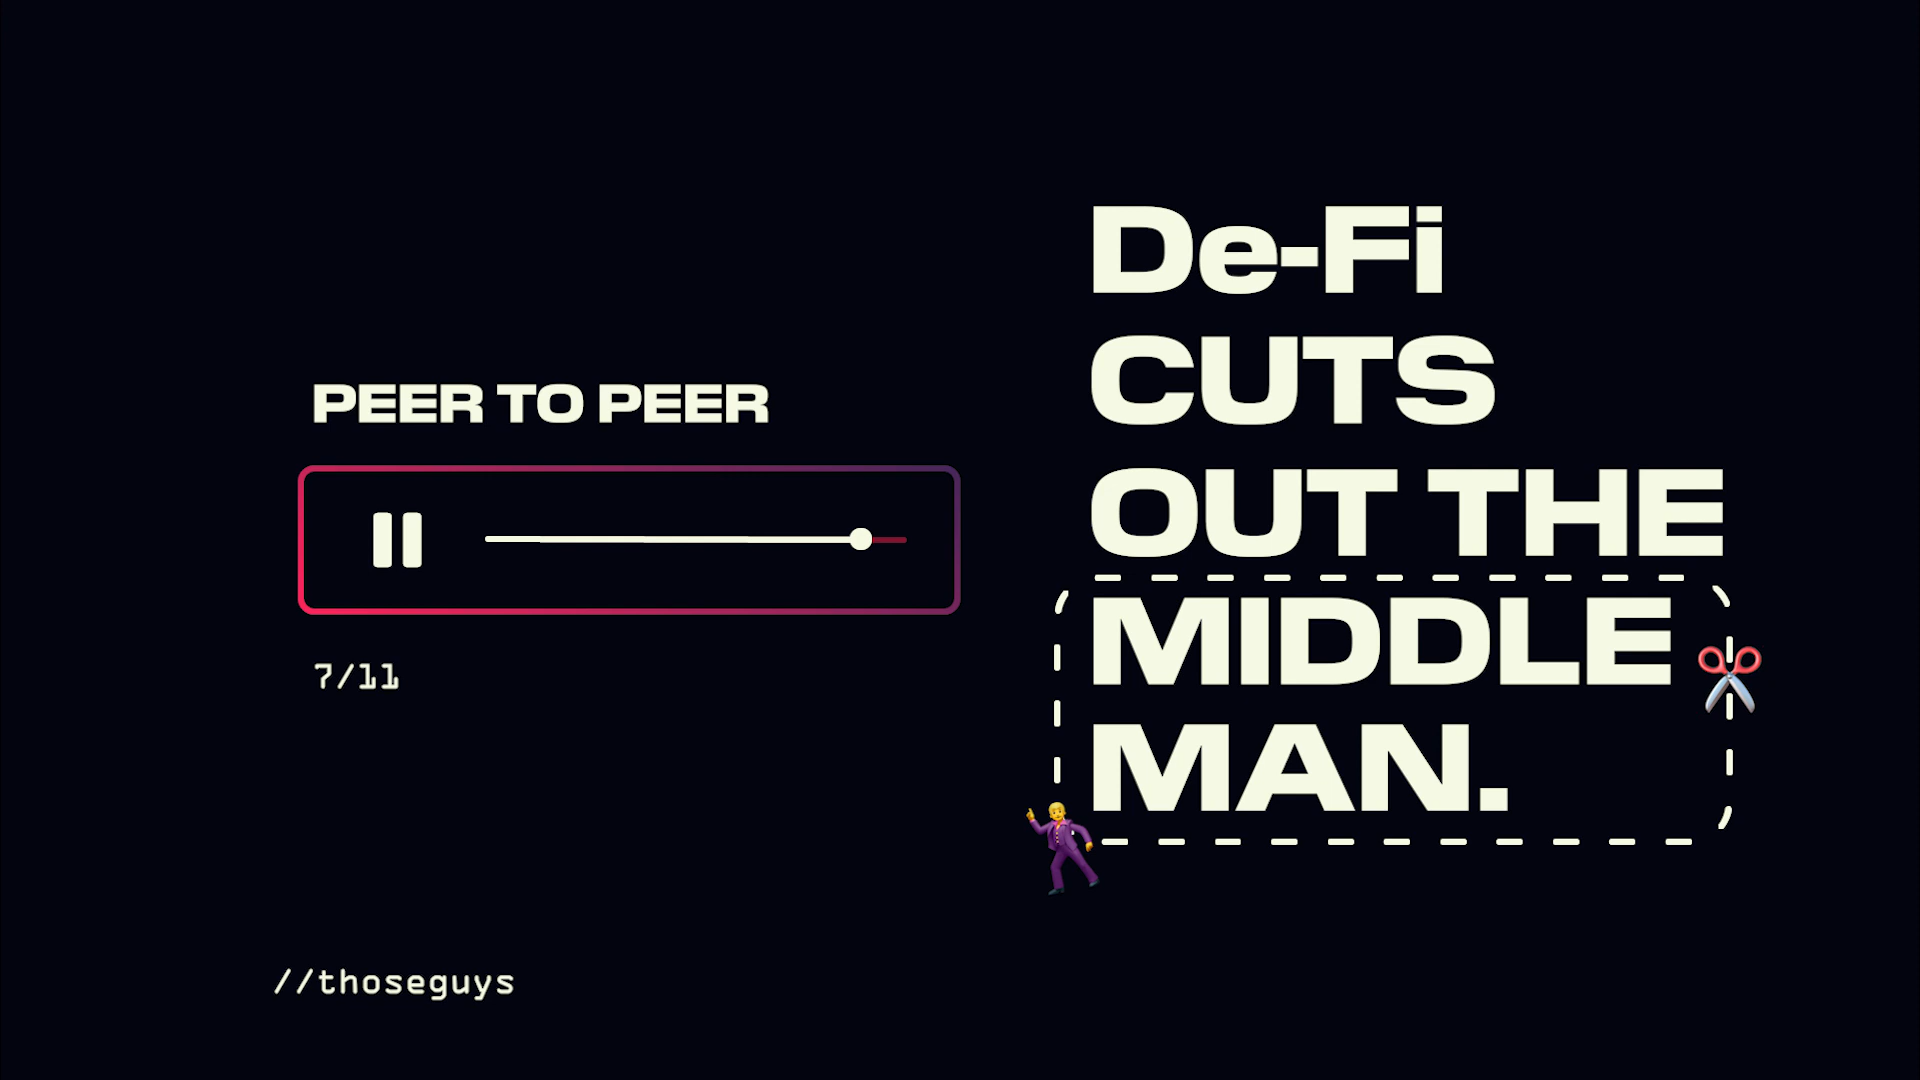 PEER TO PEER
7/11
//thoseguys
De-Fi
CUTS
OUT THE
MIDDLE
MAN.